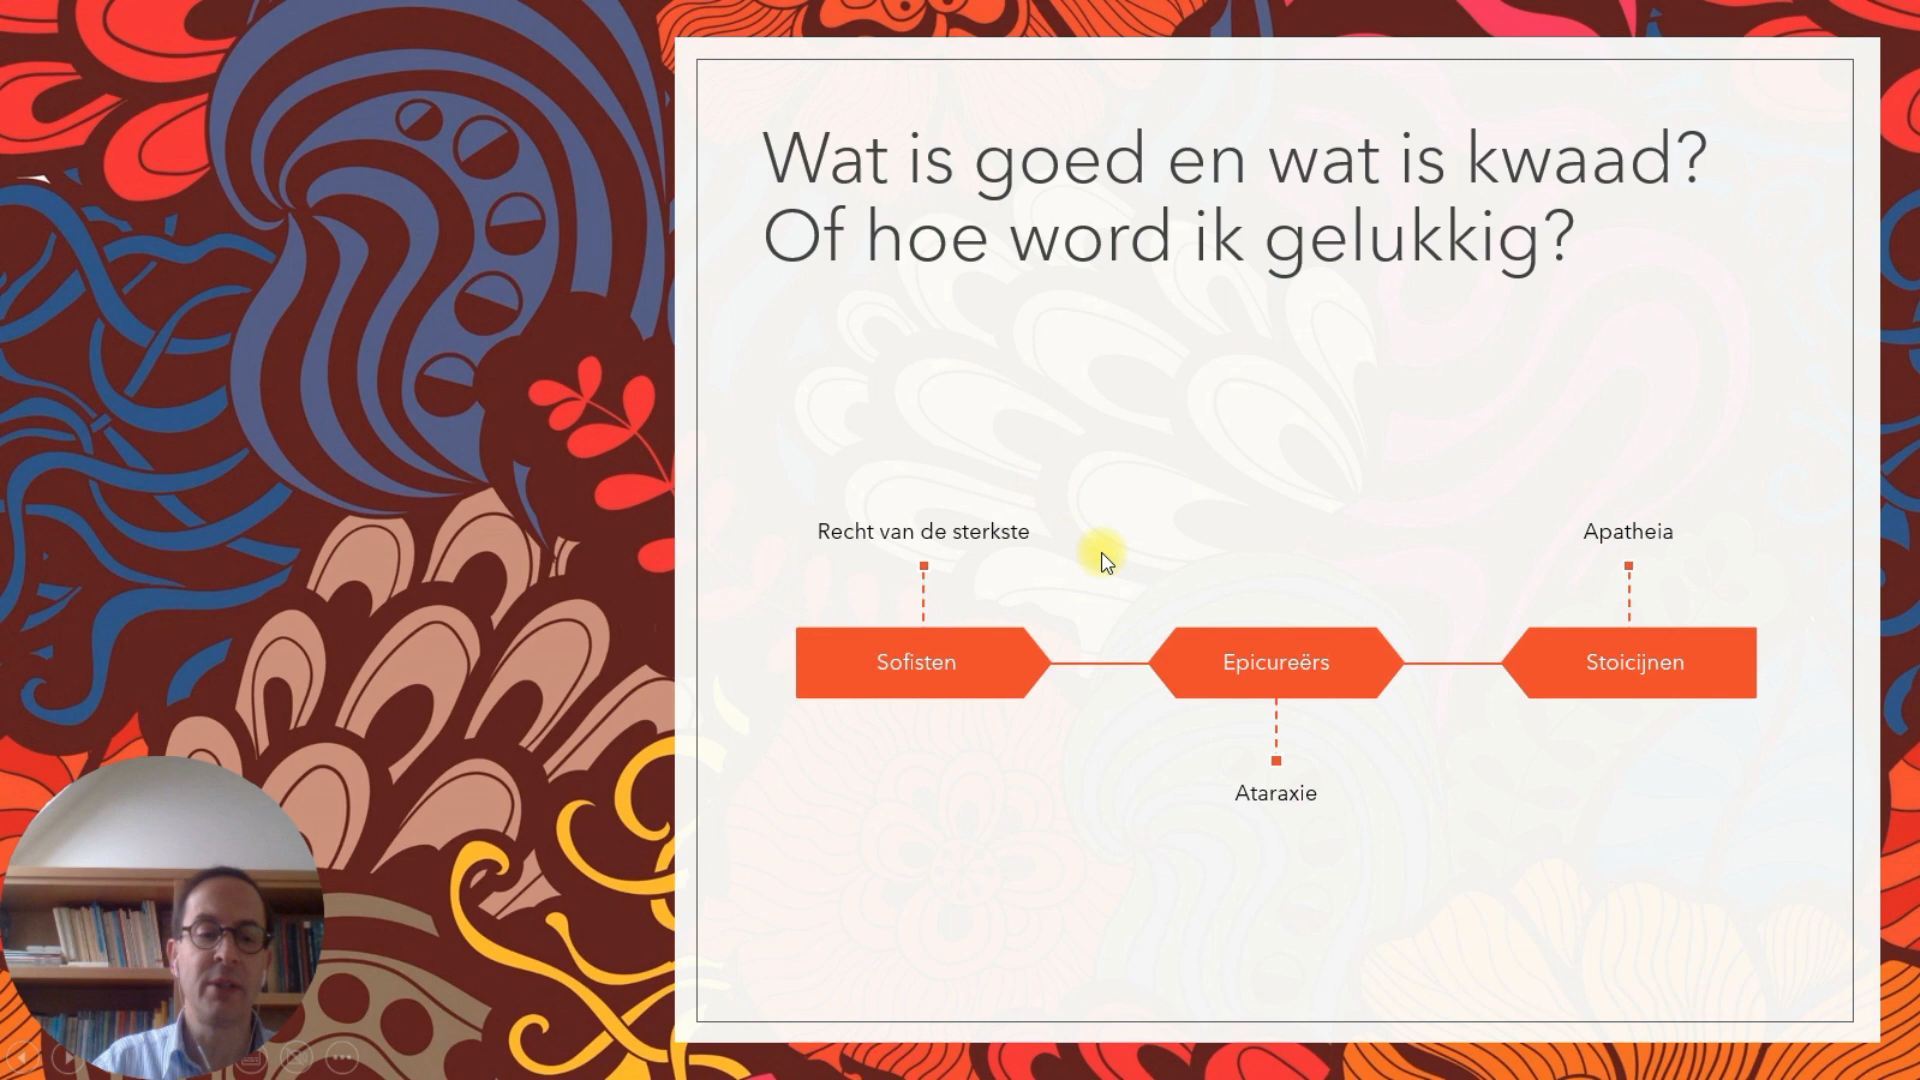 Wat is goed en wat is kwaad?
Of hoe word ik gelukkig?
Recht van de sterkste
Apatheia
Sofisten
Epicureërs
Stoicijnen
Ataraxie